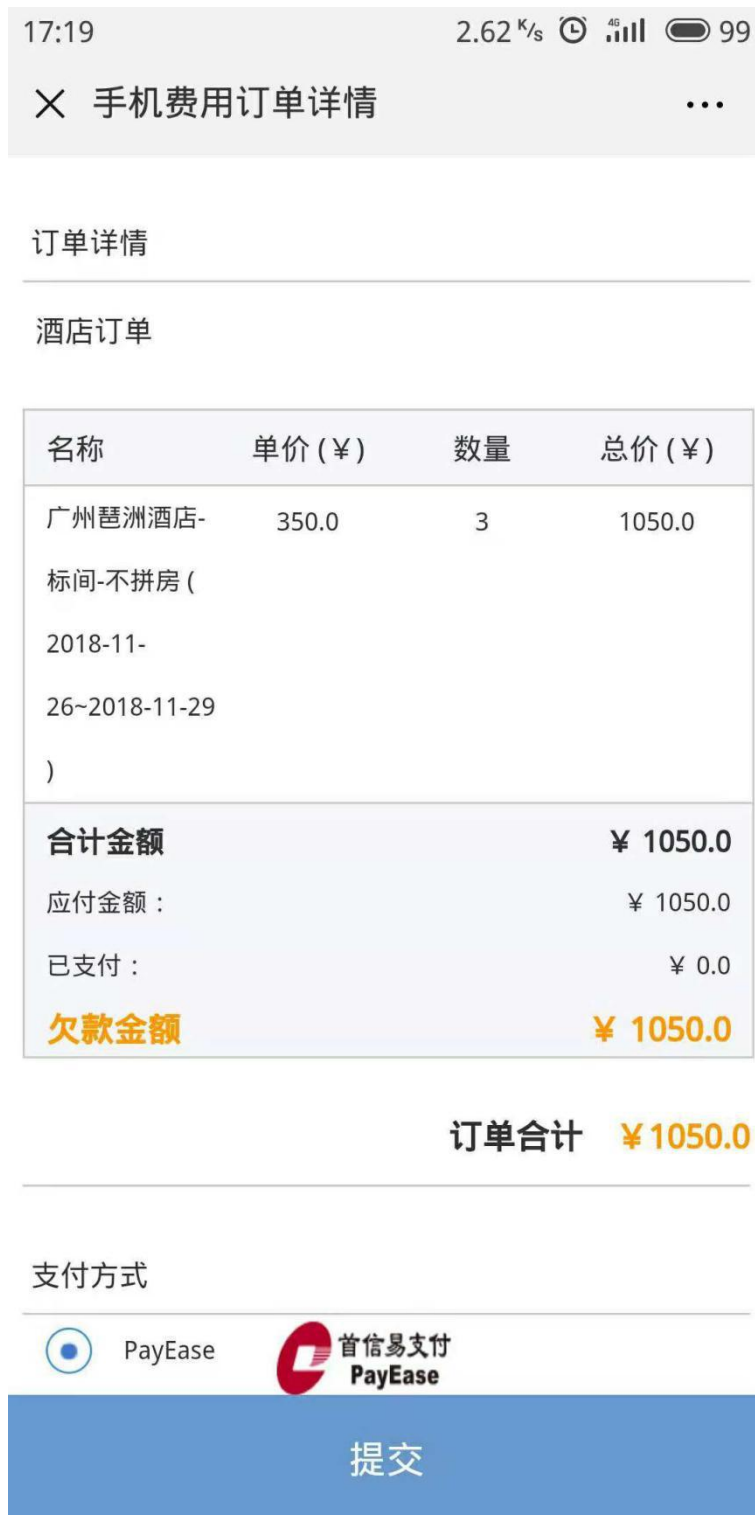 17:19 2.62 K/s 4G 99
手机费用订单详情 ...
订单详情
酒店订单
名称 单价(¥) 数量 总价(¥)
广州琶洲酒店- 350.0 3 1050.0
标间-不拼房(
2018-11-
26~2018-11-29
)
合计金额 ¥ 1050.0
应付金额: ¥ 1050.0
已支付: ¥ 0.0
欠款金额 ¥ 1050.0
订单合计 ¥1050.0
支付方式
PayEase 首信易支付
PayEase
提交